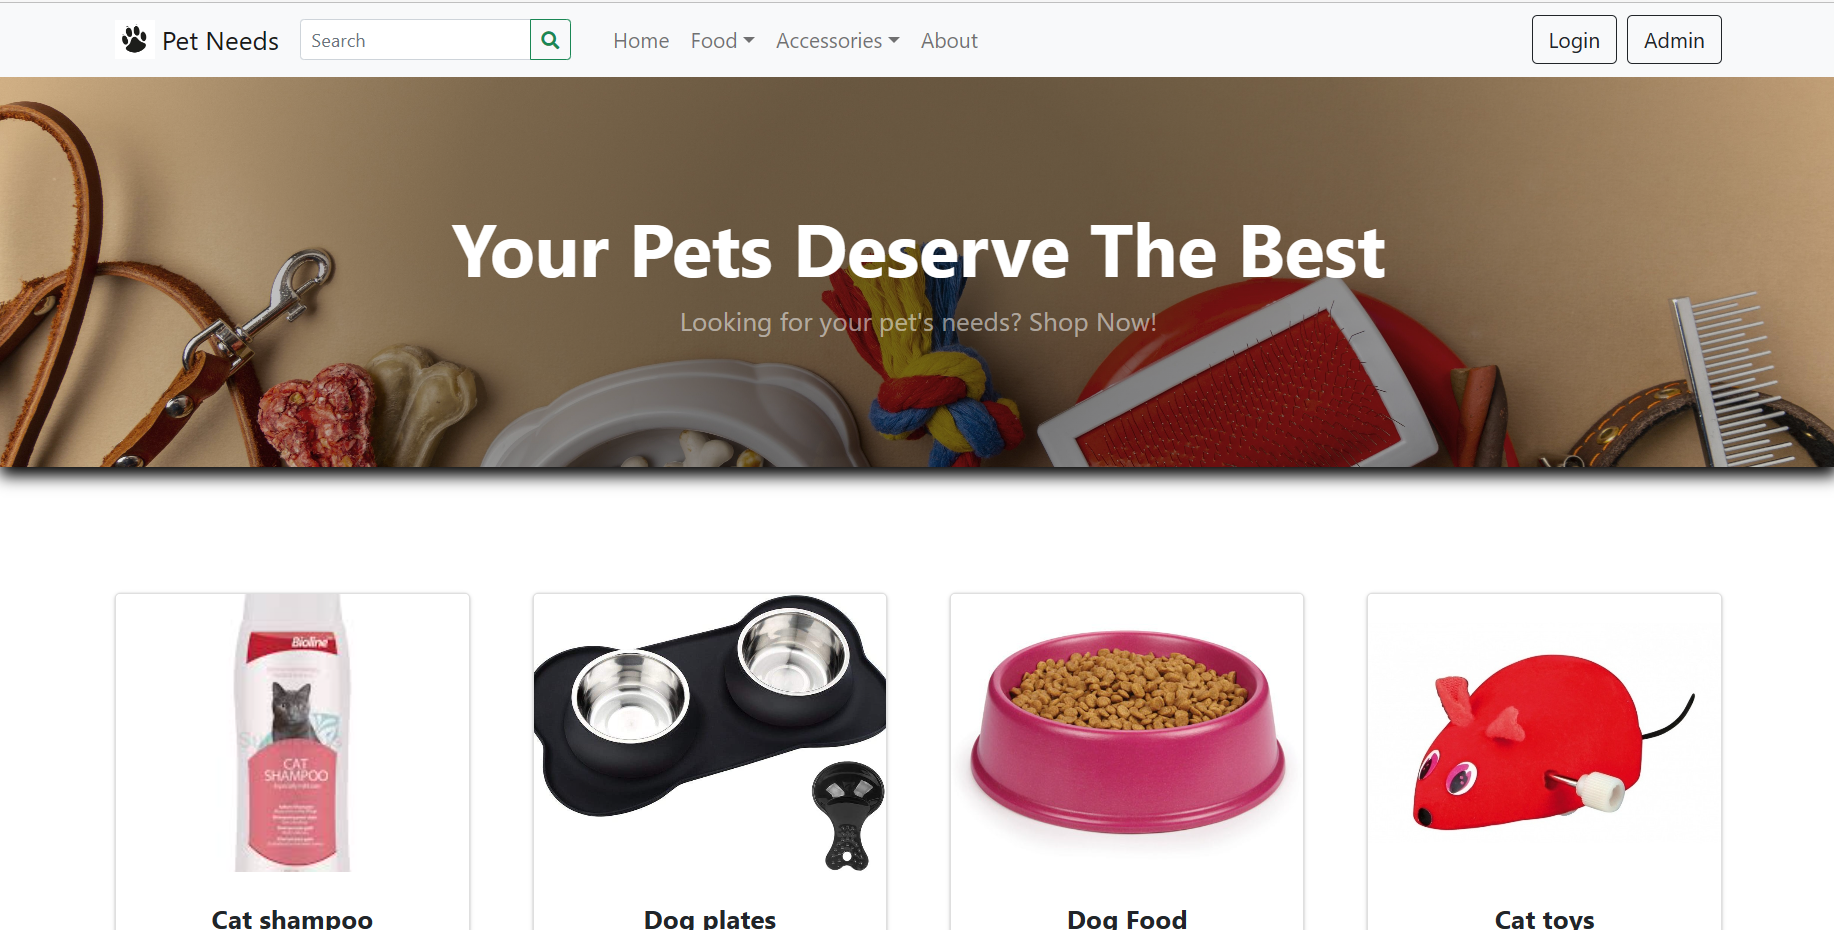 Pet Needs
Search
Home
Food
Accessories
About
Login
Admin
Your Pets Deserve The Best
Looking for your pet's needs? Shop Now!
Bioline
CAT
SHAMPOO
Cat shampoo
Dog plates
Dog Food
Cat toys